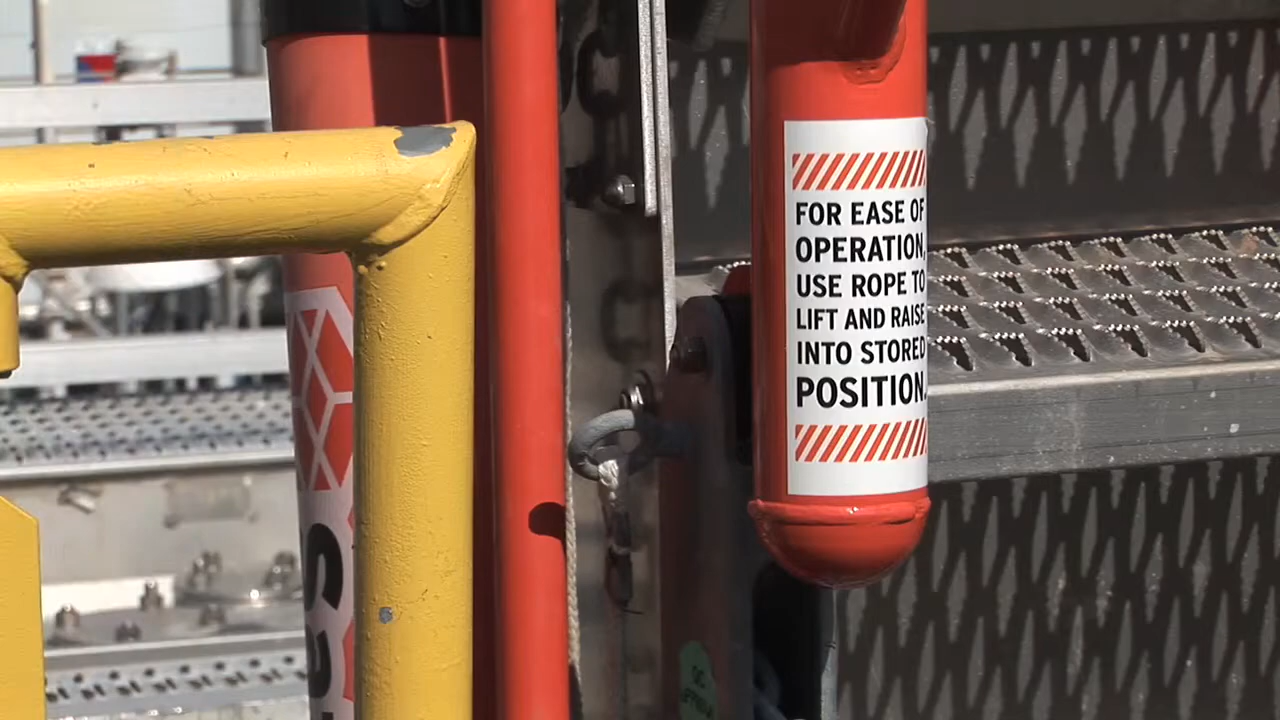 FOR EASE OF
OPERATION,
USE ROPE TO
LIFT AND RAISE
INTO STORED
POSITION.